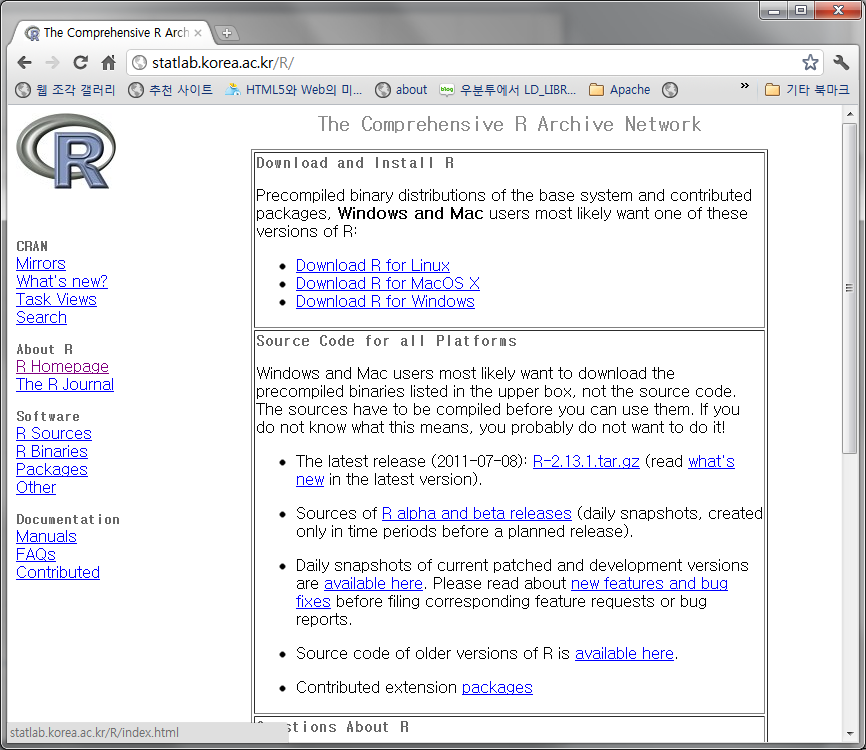 The Comprehensive R Arch
statlab.korea.ac.kr/R/
웹 조각 갤러리
추천 사이트
HTML5와 Web의 미...
about
우분투에서 LD_LIBR...
Apache
»
기타 북마크
R
The Comprehensive R Archive Network
CRAN
Mirrors
What's new?
Task Views
Search
About R
R Homepage
The R Journal
Software
R Sources
R Binaries
Packages
Other
Documentation
Manuals
FAQs
Contributed
Download and Install R
Precompiled binary distributions of the base system and contributed
packages, Windows and Mac users most likely want one of these
versions of R:
Download R for Linux
Download R for MacOS X
Download R for Windows
Source Code for all Platforms
Windows and Mac users most likely want to download the
precompiled binaries listed in the upper box, not the source code.
The sources have to be compiled before you can use them. If you
do not know what this means, you probably do not want to do it!
The latest release (2011-07-08): R-2.13.1.tar.gz (read what's
new in the latest version).
Sources of R alpha and beta releases (daily snapshots, created
only in time periods before a planned release).
Daily snapshots of current patched and development versions
are available here. Please read about new features and bug
fixes before filing corresponding feature requests or bug
reports.
Source code of older versions of R is available here.
Contributed extension packages
statlab.korea.ac.kr/R/index.html
About R